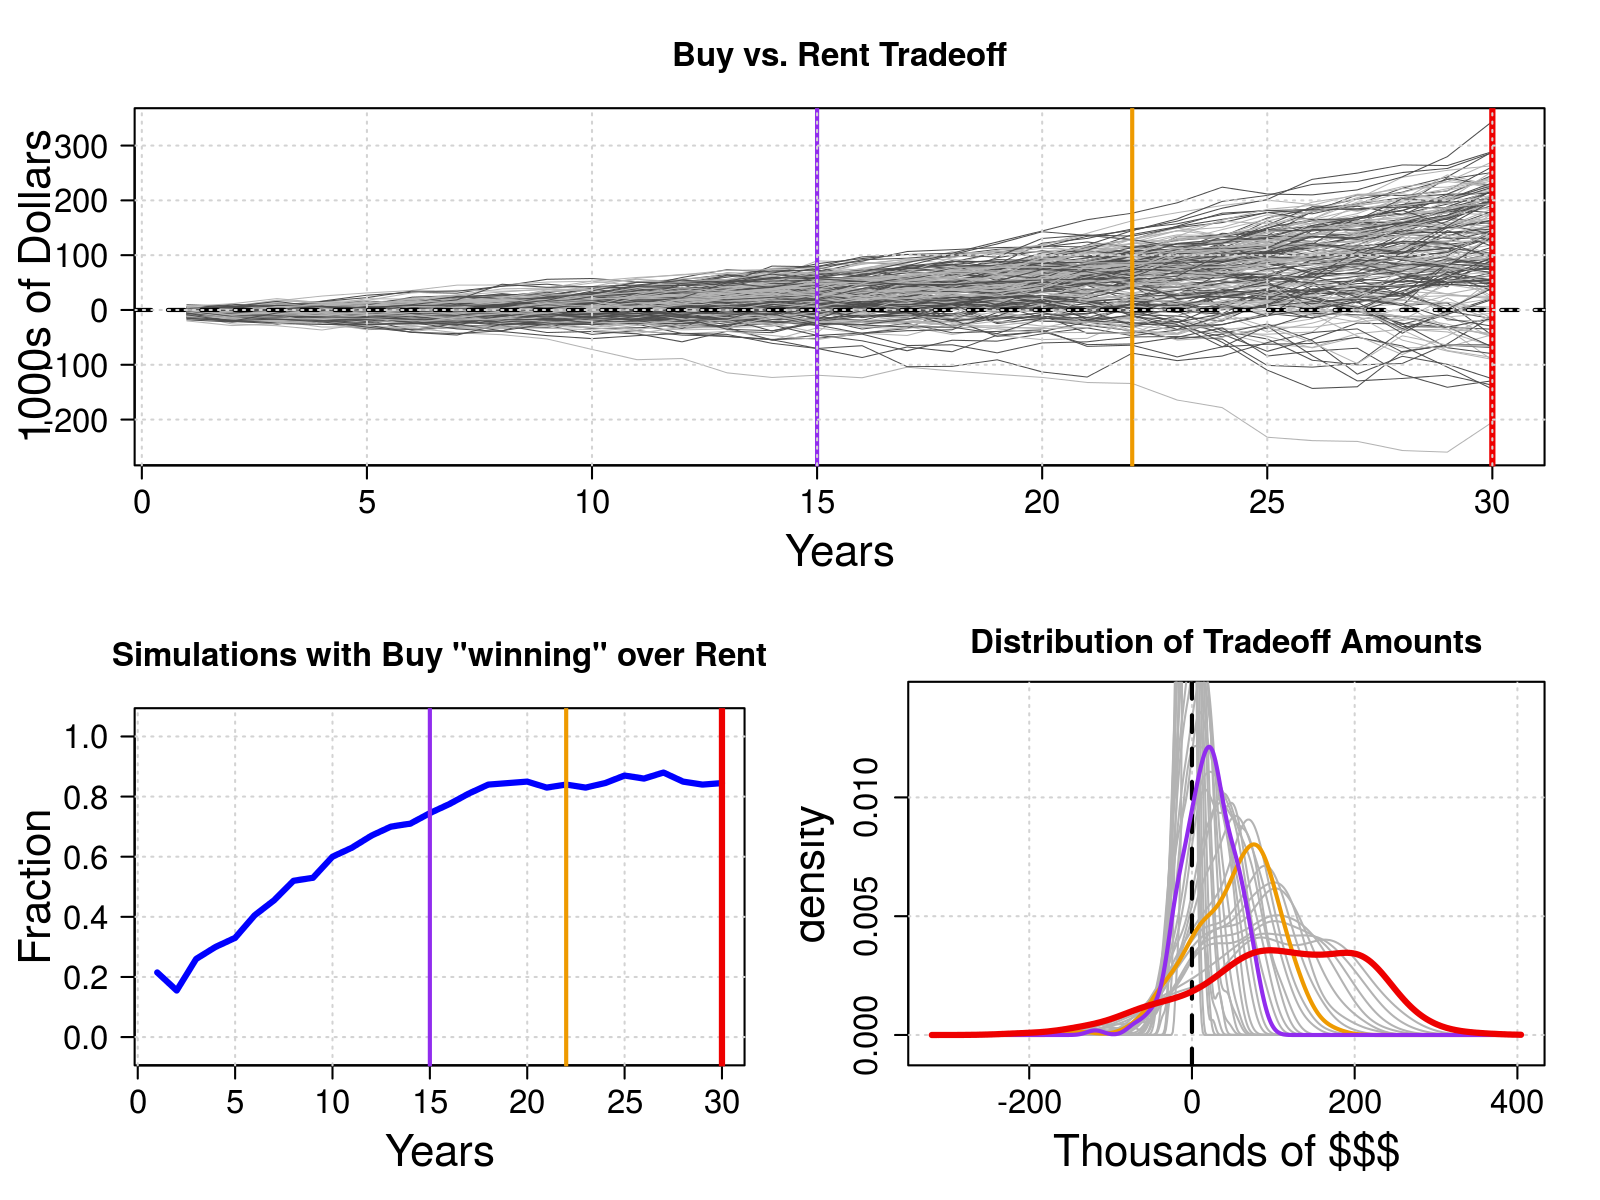 Buy vs. Rent Tradeoff
1000s of Dollars
300
200
100
0
-100
-200
0 5 10 15 20 25 30
Years
Simulations with Buy "winning" over Rent
Fraction
1.0
0.8
0.6
0.4
0.2
0.0
0 5 10 15 20 25 30
Years
Distribution of Tradeoff Amounts
density
0.010
0.005
0.000
-200 0 200 400
Thousands of $$$